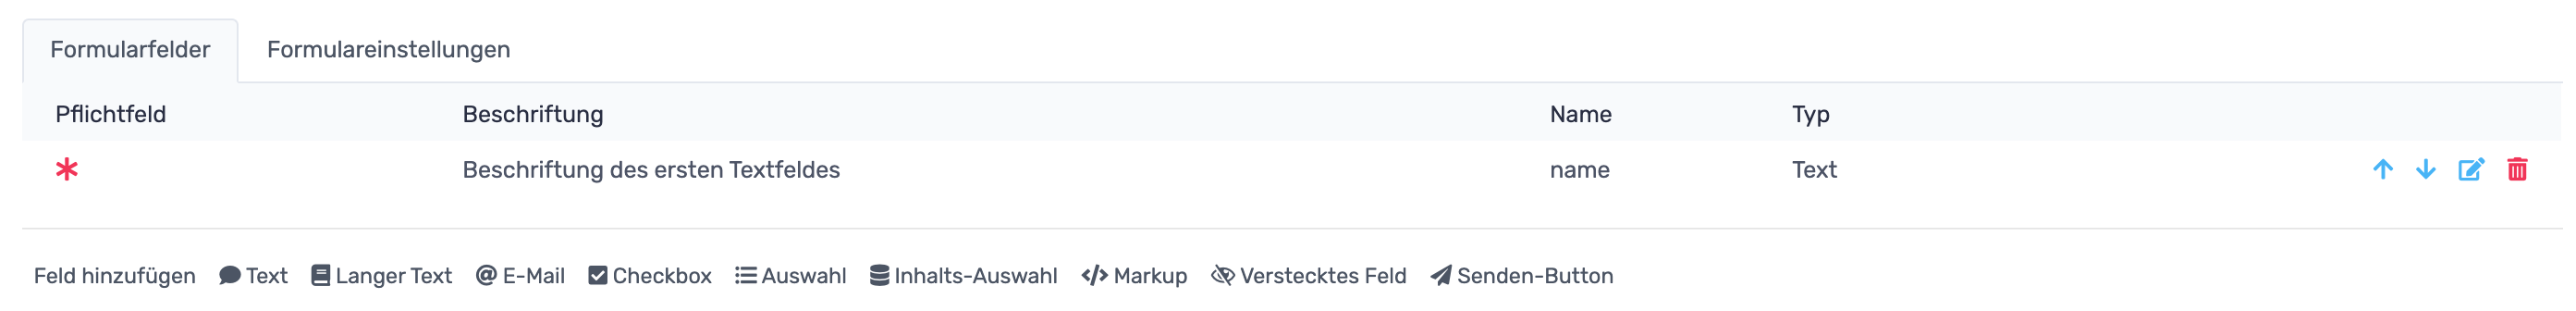 Formularfelder Formulareinstellungen
Pflichtfeld Beschriftung Name Typ
Beschriftung des ersten Textfeldes name Text
Feld hinzufügen Text Langer Text E-Mail Checkbox Auswahl Inhalts-Auswahl Markup Verstecktes Feld Senden-Button